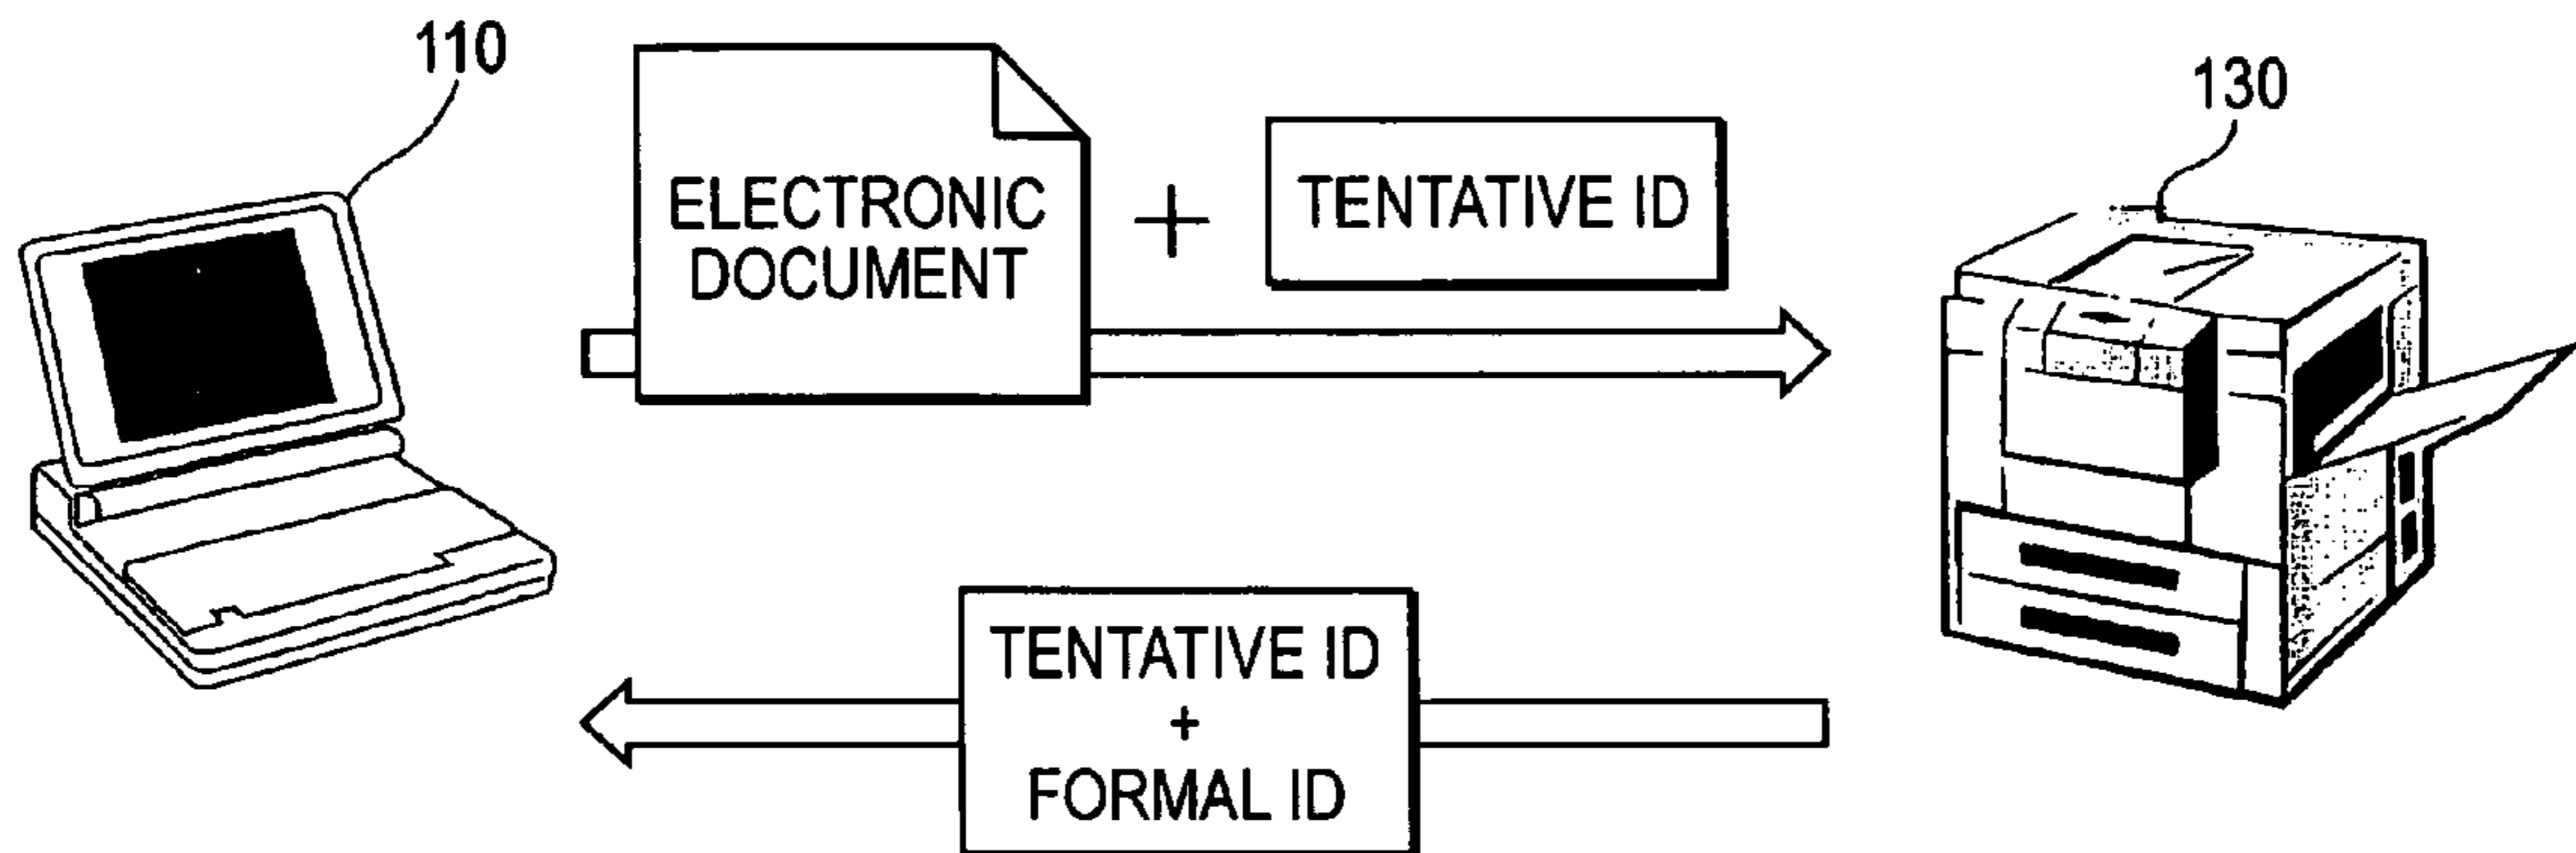 110
130
ELECTRONIC
DOCUMENT
+
TENTATIVE ID
TENTATIVE ID
+
FORMAL ID